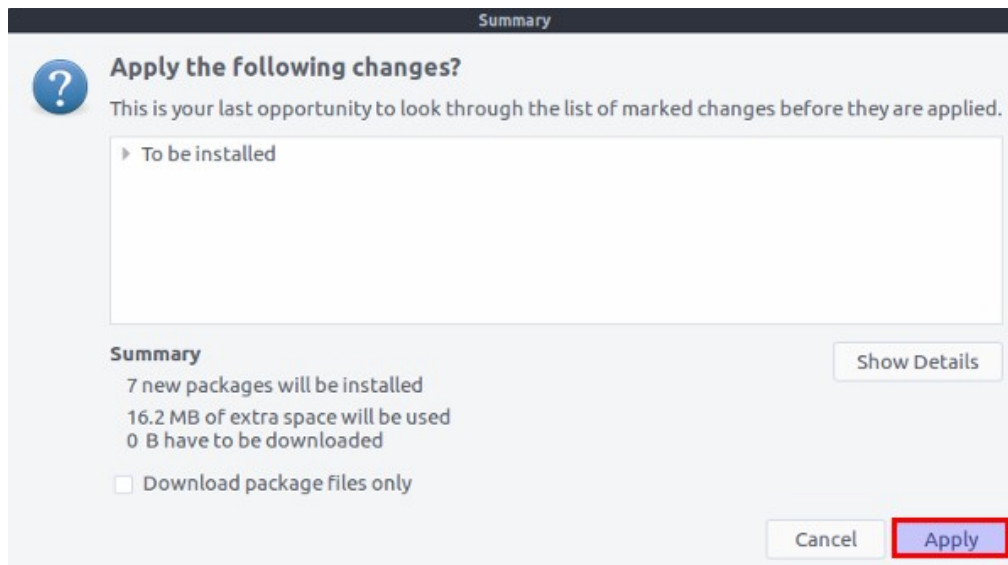 Summary
Apply the following changes?
This is your last opportunity to look through the list of marked changes before they are applied.
To be installed
Summary
Show Details
7 new packages will be installed
16.2 MB of extra space will be used
0 B have to be downloaded
Download package files only
Cancel
Apply